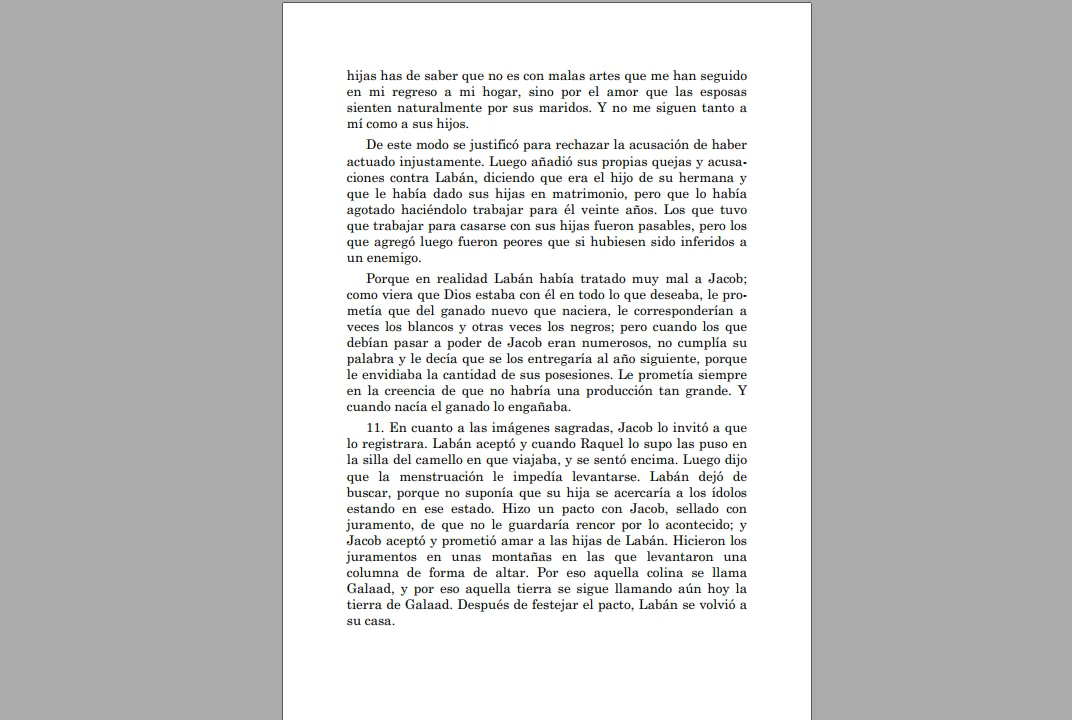 hijas has de saber que no es con malas artes que me han seguido
en mi regreso a mi hogar, sino por el amor que las esposas
sienten naturalmente por sus maridos. Y no me siguen tanto a
mí como a sus hijos.
De este modo se justificó para rechazar la acusación de haber
actuado injustamente. Luego añadió sus propias quejas y acusa-
ciones contra Labán, diciendo que era el hijo de su hermana y
que le había dado sus hijas en matrimonio, pero que lo había
agotado haciéndolo trabajar para él veinte años. Los que tuvo
que trabajar para casarse con sus hijas fueron pasables, pero los
que agregó luego fueron peores que si hubiesen sido inferidos a
un enemigo.
Porque en realidad Labán había tratado muy mal a Jacob;
como viera que Dios estaba con él en todo lo que deseaba, le pro-
metía que del ganado nuevo que naciera, le corresponderían a
veces los blancos y otras veces los negros; pero cuando los que
debían pasar a poder de Jacob eran numerosos, no cumplía su
palabra y le decía que se los entregaría al año siguiente, porque
le envidiaba la cantidad de sus posesiones. Le prometía siempre
en la creencia de que no habría una producción tan grande. Y
cuando nacía el ganado lo engañaba.
11. En cuanto a las imágenes sagradas, Jacob lo invitó a que
lo registrara. Labán aceptó y cuando Raquel lo supo las puso en
la silla del camello en que viajaba, y se sentó encima. Luego dijo
que la menstruación le impedía levantarse. Labán dejó de
buscar, porque no suponía que su hija se acercaría a los ídolos
estando en ese estado. Hizo un pacto con Jacob, sellado con
juramento, de que no le guardaría rencor por lo acontecido; y
Jacob aceptó y prometió amar a las hijas de Labán. Hicieron los
juramentos en unas montañas en las que levantaron una
columna de forma de altar. Por eso aquella colina se llama
Galaad, y por eso aquella tierra se sigue llamando aún hoy la
tierra de Galaad. Después de festejar el pacto, Labán se volvió a
su casa.